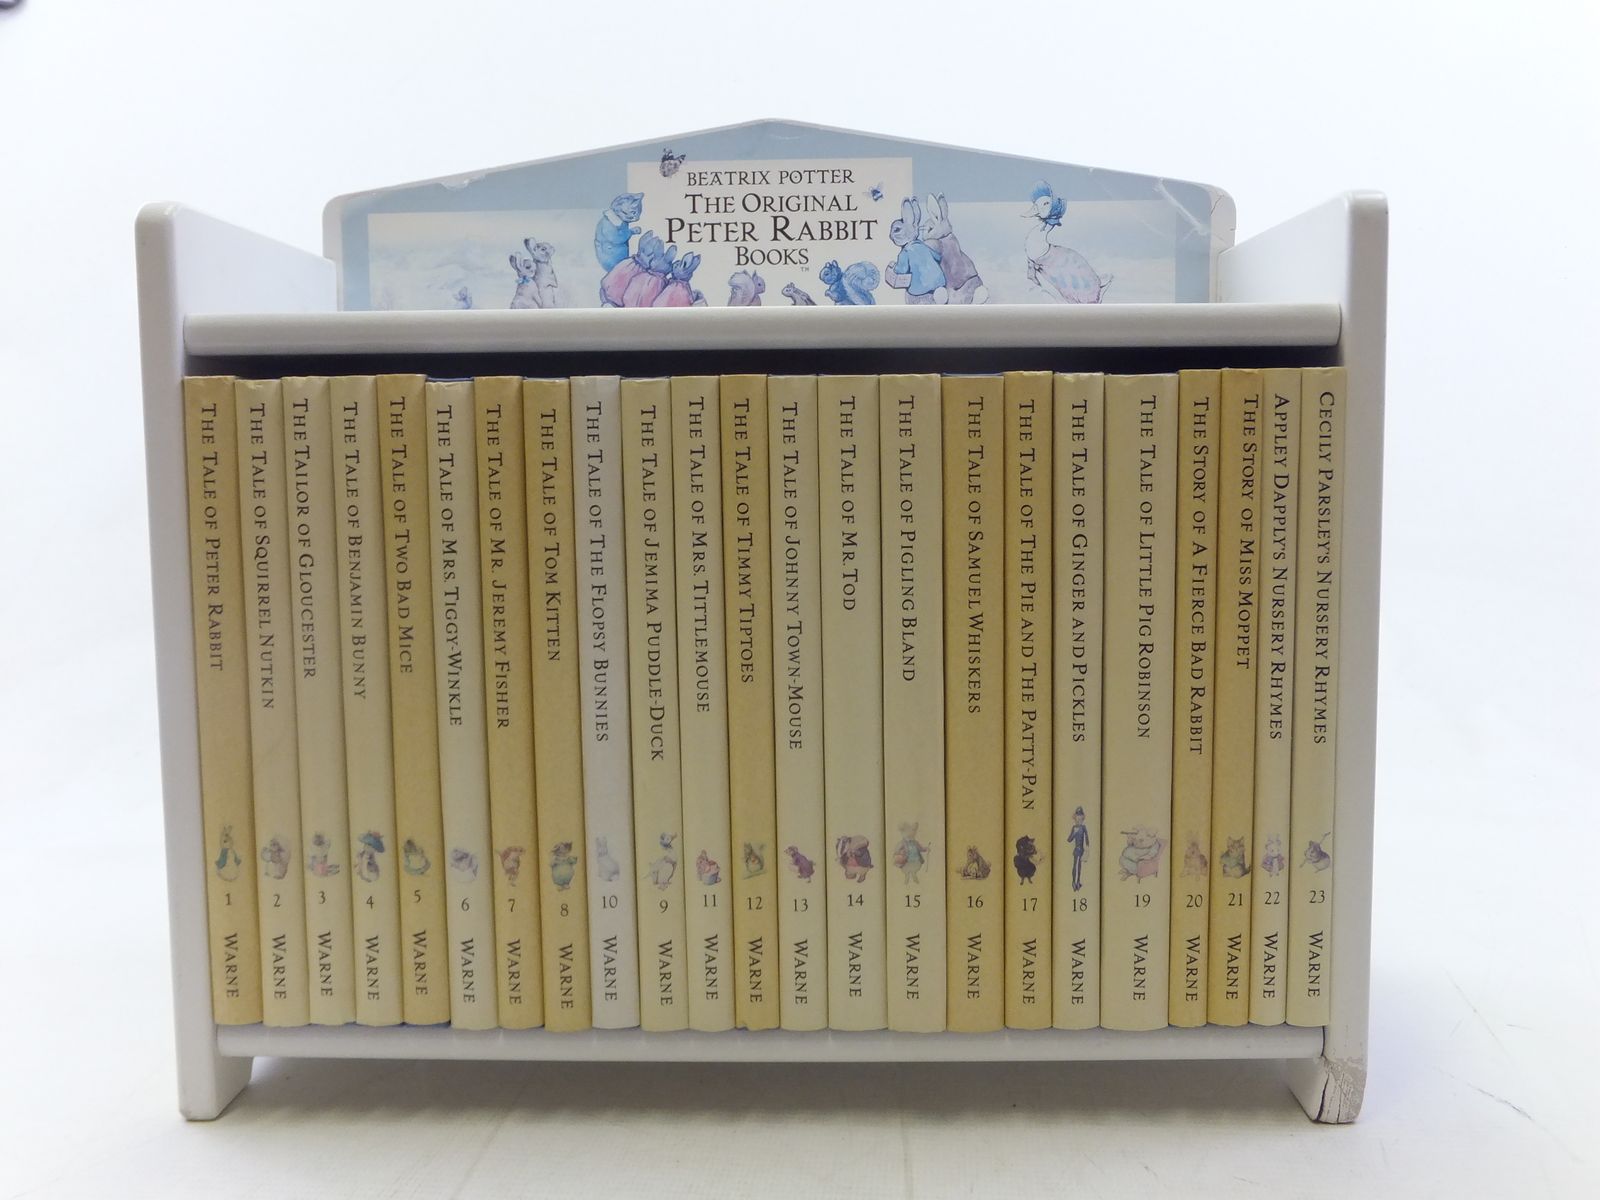 BEATRIX POTTER
THE ORIGINAL
PETER RABBIT
BOOKS™
THE TALE OF PETER RABBIT 1 WARNE
THE TALE OF SQUIRREL NUTKIN 2 WARNE
THE TAILOR OF GLOUCESTER 3 WARNE
THE TALE OF BENJAMIN BUNNY 4 WARNE
THE TALE OF TWO BAD MICE 5 WARNE
THE TALE OF MRS. TIGGY-WINKLE 6 WARNE
THE TALE OF MR. JEREMY FISHER 7 WARNE
THE TALE OF TOM KITTEN 8 WARNE
THE TALE OF THE FLOPSY BUNNIES 10 WARNE
THE TALE OF JEMIMA PUDDLE-DUCK 9 WARNE
THE TALE OF MRS. TITTLEMOUSE 11 WARNE
THE TALE OF TIMMY TIPTOES 12 WARNE
THE TALE OF JOHNNY TOWN-MOUSE 13 WARNE
THE TALE OF MR. TOD 14 WARNE
THE TALE OF PIGLING BLAND 15 WARNE
THE TALE OF SAMUEL WHISKERS 16 WARNE
THE TALE OF THE PIE AND THE PATTY-PAN 17 WARNE
THE TALE OF GINGER AND PICKLES 18 WARNE
THE TALE OF LITTLE PIG ROBINSON 19 WARNE
THE STORY OF A FIERCE BAD RABBIT 20 WARNE
THE STORY OF MISS MOPPET 21 WARNE
APPLEY DAPPLY'S NURSERY RHYMES 22 WARNE
CECILY PARSLEY'S NURSERY RHYMES 23 WARNE